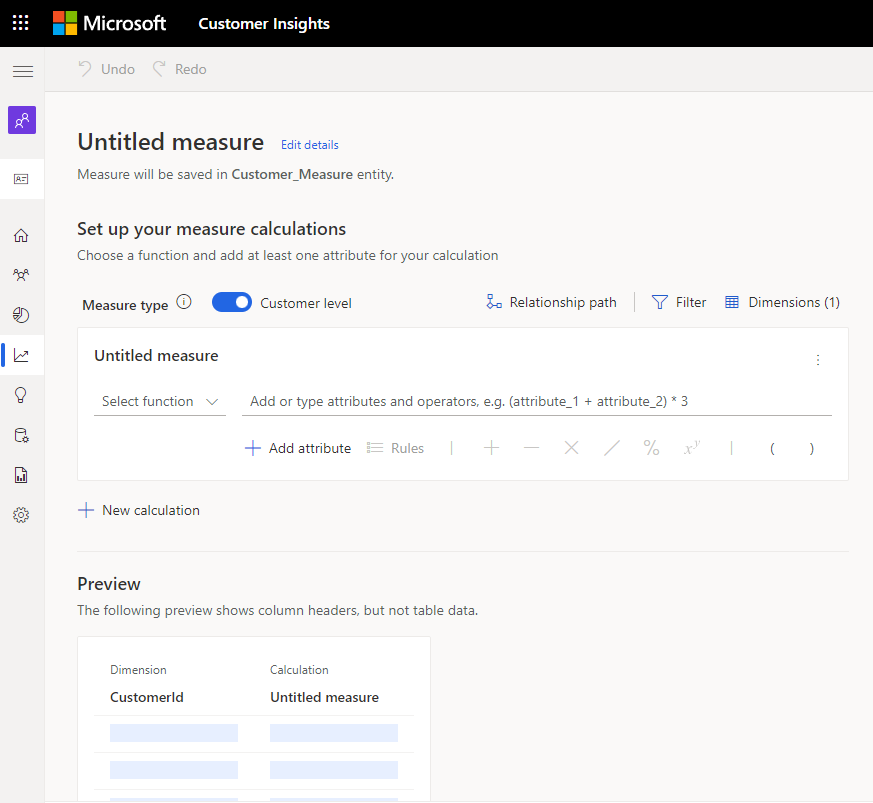 Microsoft Customer Insights
Undo Redo
Untitled measure Edit details
Measure will be saved in Customer_Measure entity.
Set up your measure calculations
Choose a function and add at least one attribute for your calculation
Measure type Customer level Relationship path Filter Dimensions (1)
Untitled measure
Select function Add or type attributes and operators, e.g. (attribute_1 + attribute_2) * 3
Add attribute Rules | + — × / % xʸ | ( )
+ New calculation
Preview
The following preview shows column headers, but not table data.
Dimension Calculation
CustomerId Untitled measure